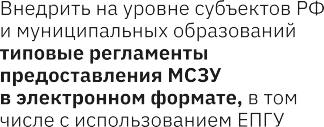 Внедрить на уровне субъектов РФ
и муниципальных образований
типовые регламенты
предоставления МСЗУ
в электронном формате, в том
числе с использованием ЕПГУ